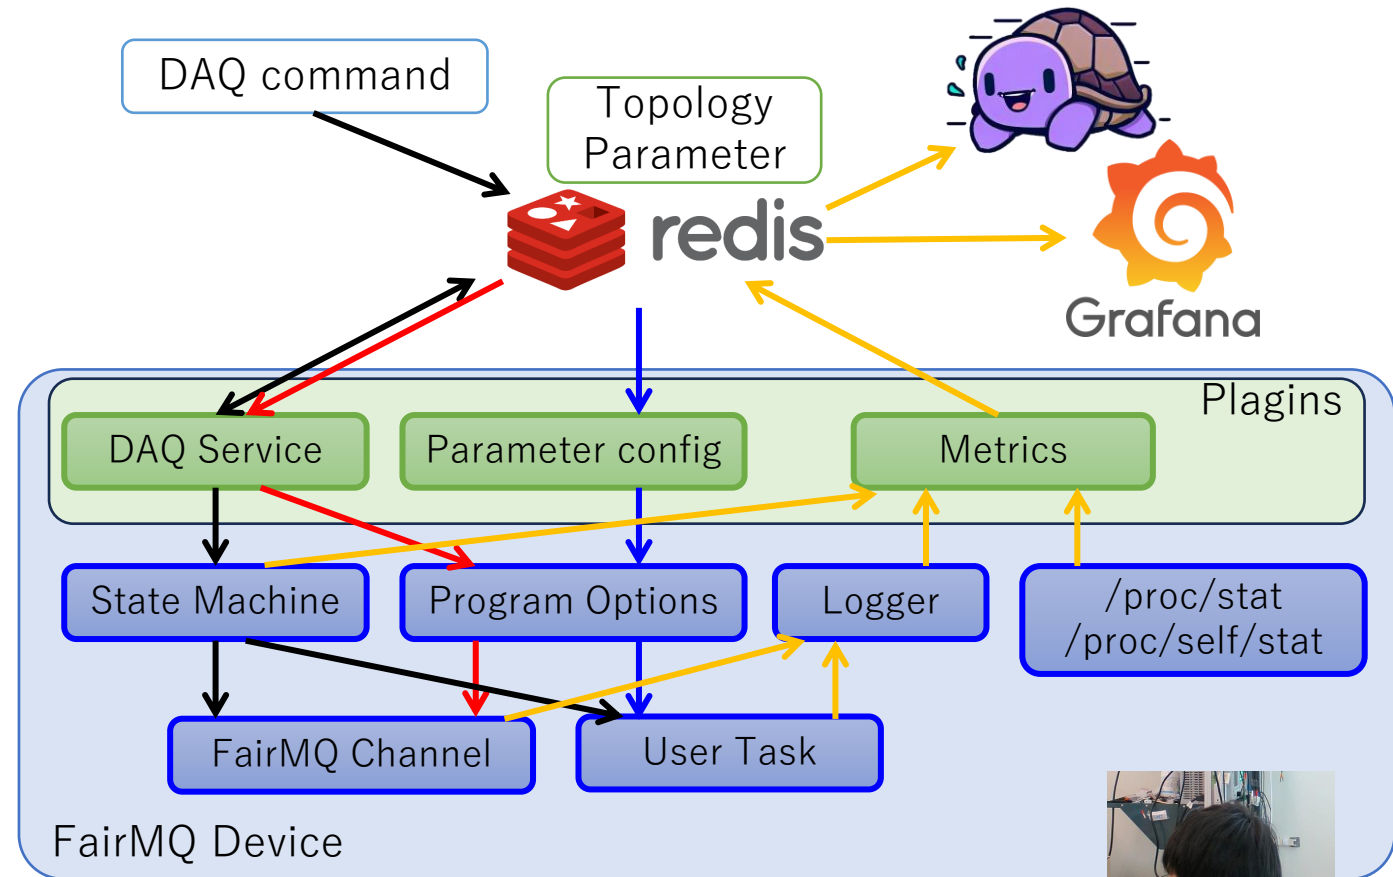 DAQ command
Topology
Parameter
redis
Grafana
Plagins
DAQ Service
Parameter config
Metrics
State Machine
Program Options
Logger
/proc/stat
/proc/self/stat
FairMQ Channel
User Task
FairMQ Device